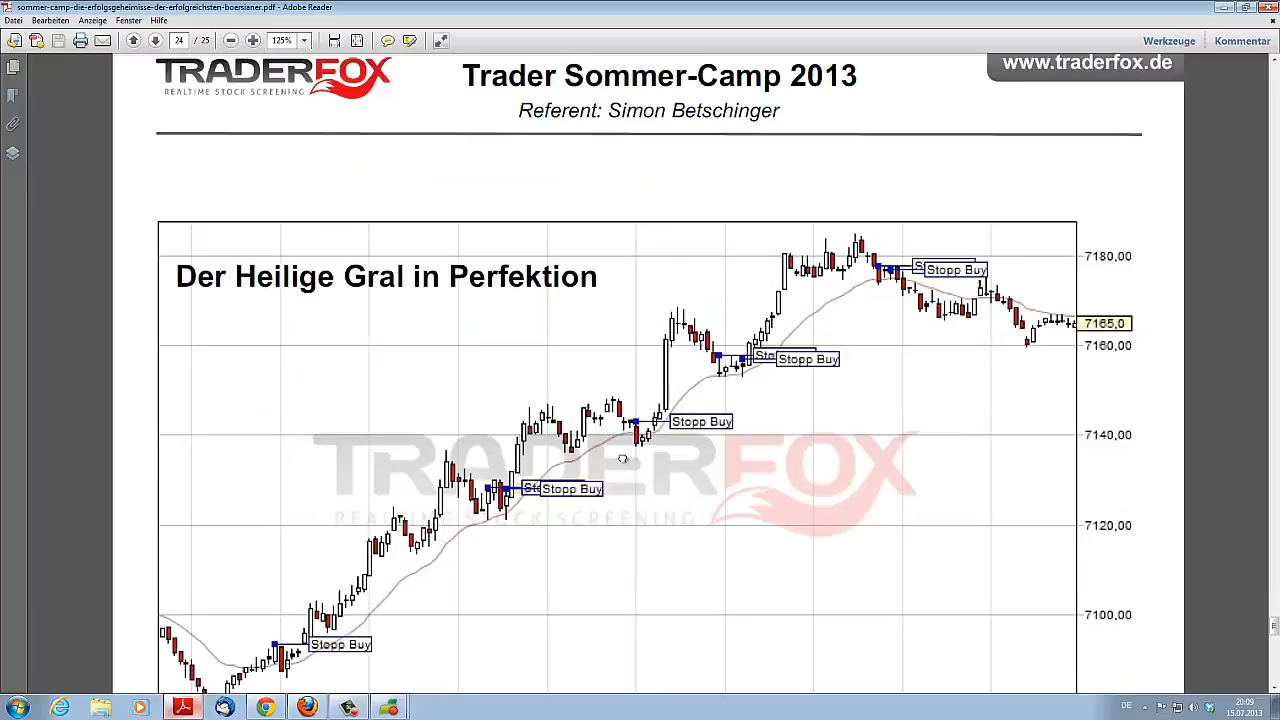 sommer-camp-die-erfolgsgeheimisse-der-erfolgreichsten-boersianer.pdf - Adobe Reader
Datei Bearbeiten Anzeige Fenster Hilfe
24 / 25 125% Werkzeuge Kommentar
www.traderfox.de
TRADERFOX
REALTIME STOCK SCREENING
Trader Sommer-Camp 2013
Referent: Simon Betschinger
Der Heilige Gral in Perfektion
7180,00
Stopp Buy
7165,0
7160,00
Stopp Buy
7140,00
Stopp Buy
TRADERFOX
REALTIME STOCK SCREENING
Stopp Buy
7120,00
7100,00
Stopp Buy
DE
20:09
15.07.2013